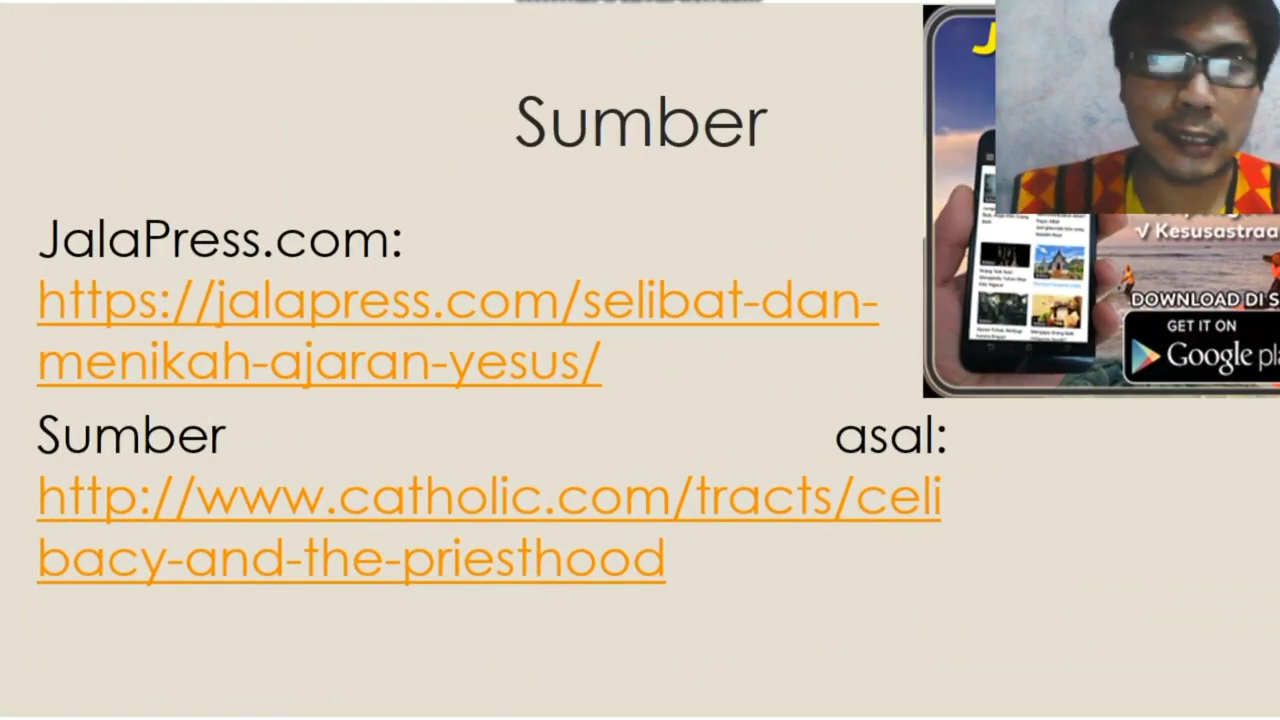 Sumber
JalaPress.com:
https://jalapress.com/selibat-dan-
menikah-ajaran-yesus/
Sumber asal:
http://www.catholic.com/tracts/celi
bacy-and-the-priesthood
√ Kesusastraa
DOWNLOAD DI S
GET IT ON
Google pla